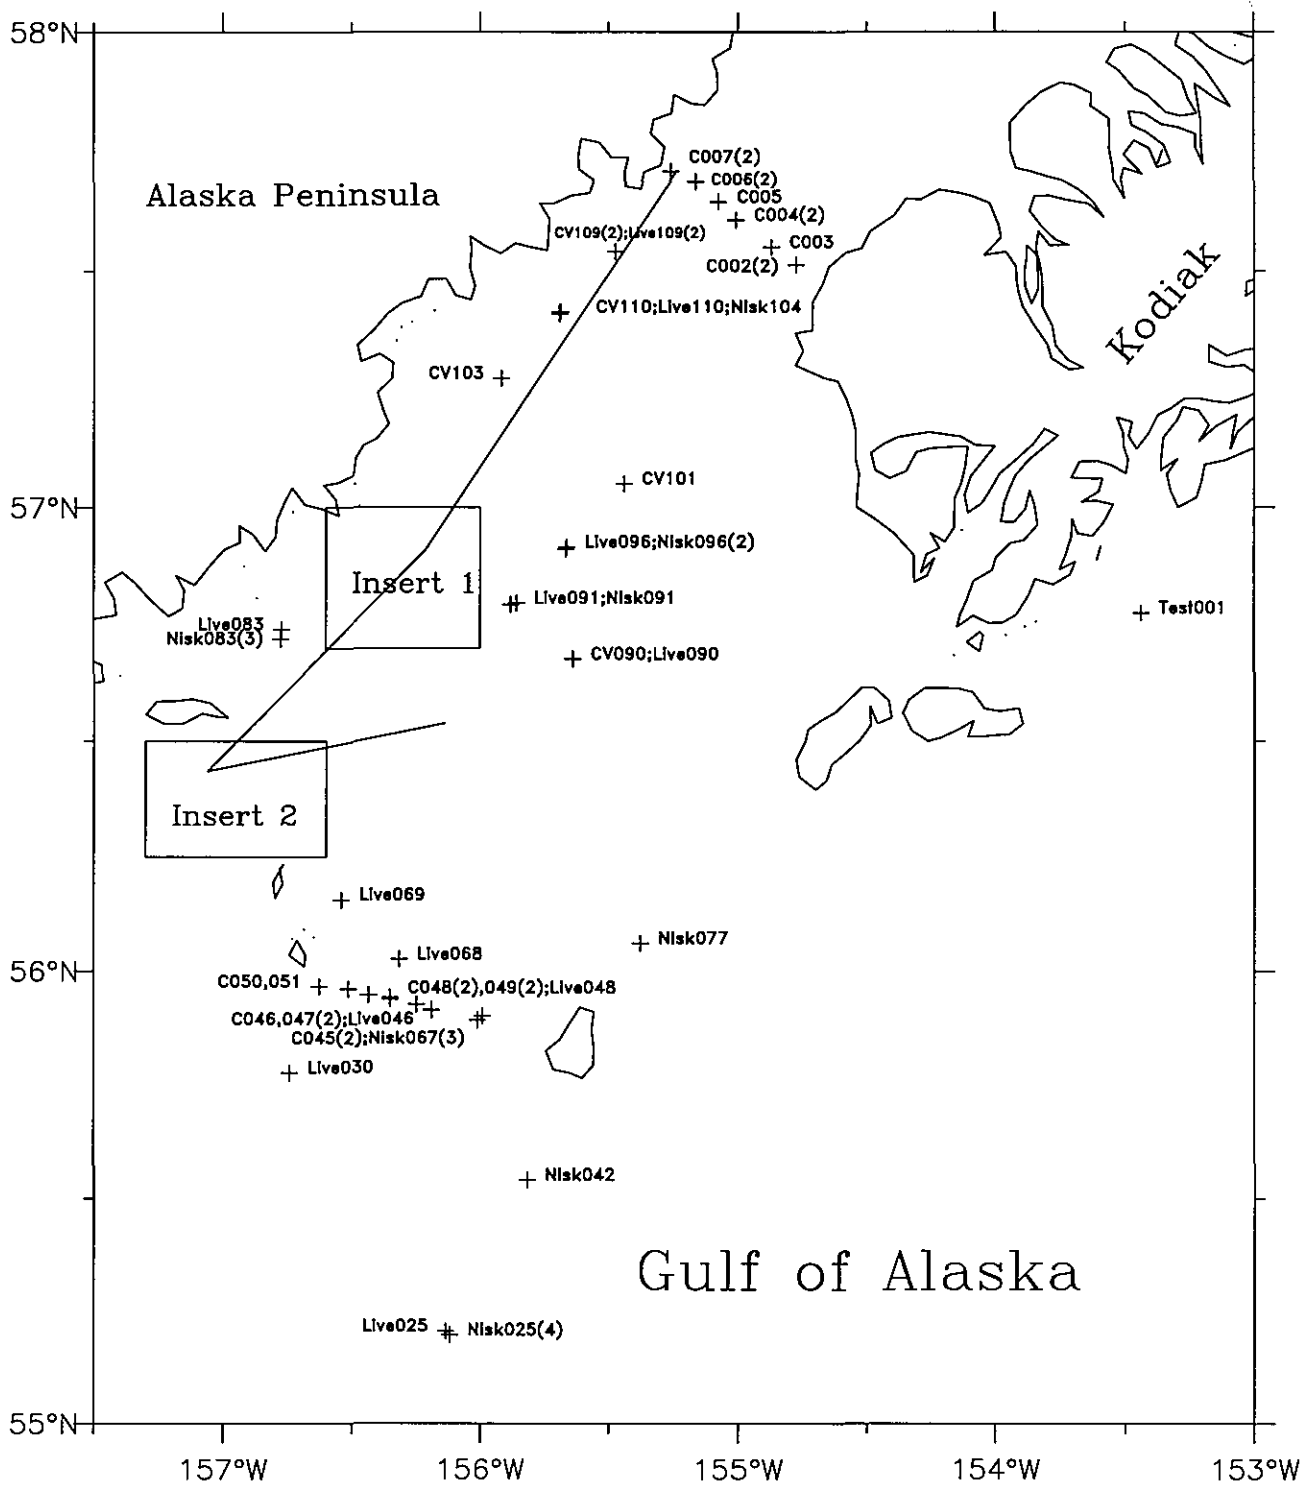 58°N
C007(2)
Alaska Peninsula
C006(2)
C005
C004(2)
CV109(2);Live109(2)
C003
C002(2)
Kodiak
CV110;Live110;Nisk104
CV103
CV101
57°N
Live096;Nisk096(2)
Insert 1
Live091;Nisk091
Test001
Live083
Nisk083(3)
CV090;Live090
Insert 2
Live069
Nisk077
Live068
56°N
C050,051
C048(2),049(2);Live048
C046,047(2);Live046
C045(2);Nisk067(3)
Live030
Nisk042
Gulf of Alaska
Live025
Nisk025(4)
55°N
157°W
156°W
155°W
154°W
153°W